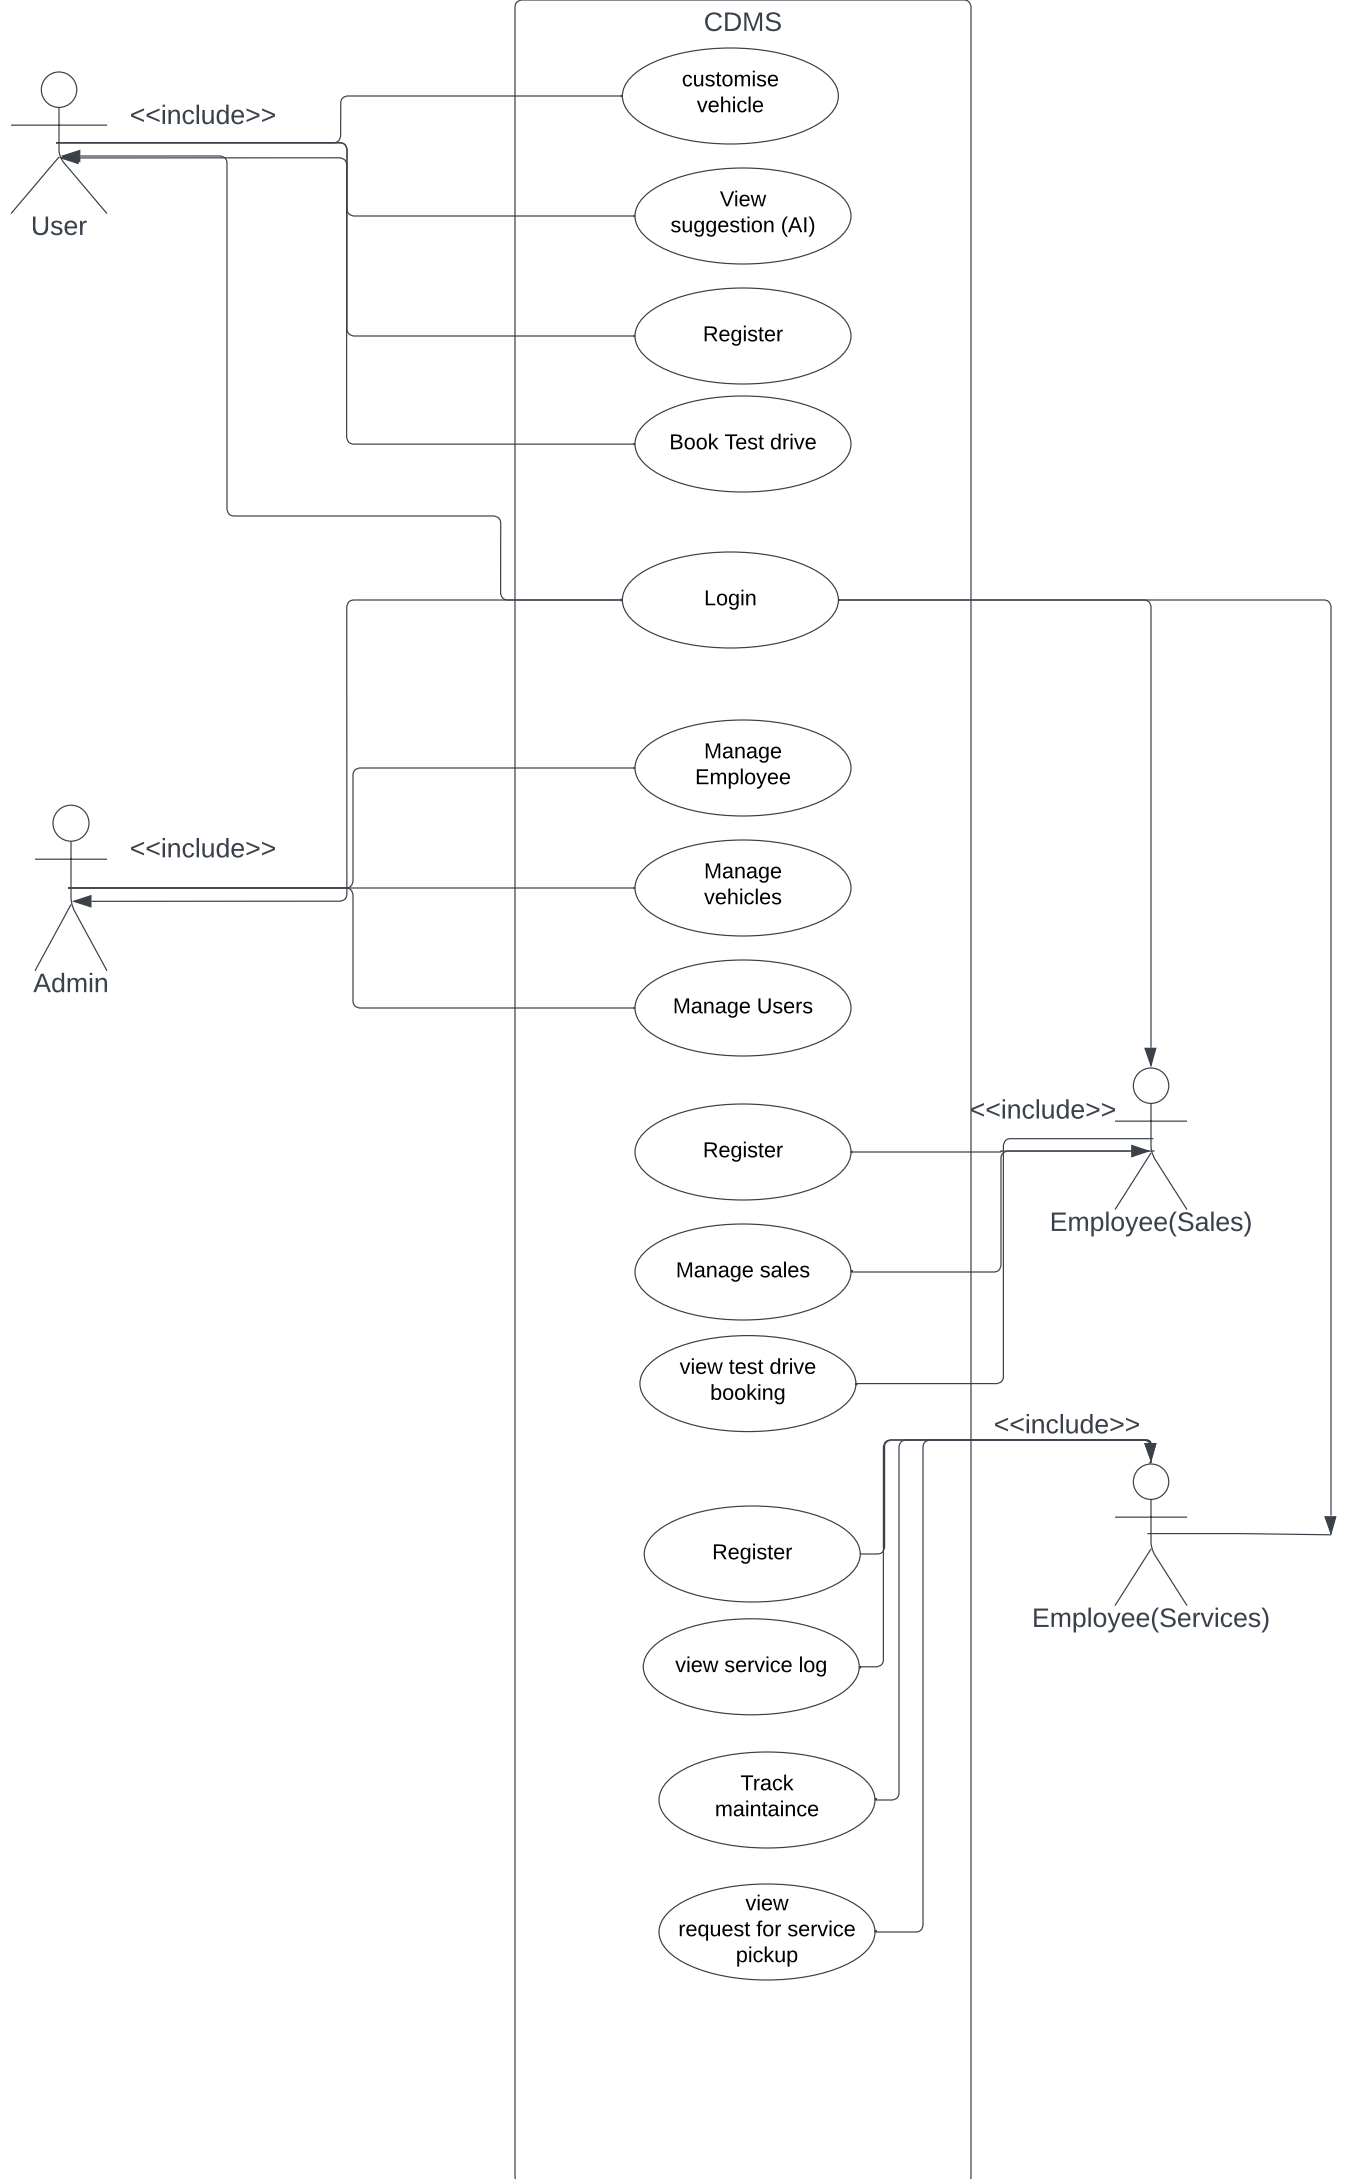 CDMS
customise
vehicle
<<include>>
View
suggestion (AI)
User
Register
Book Test drive
Login
Manage
Employee
<<include>>
Manage
vehicles
Admin
Manage Users
<<include>>
Register
Employee(Sales)
Manage sales
view test drive
booking
<<include>>
Register
Employee(Services)
view service log
Track
maintaince
view
request for service
pickup